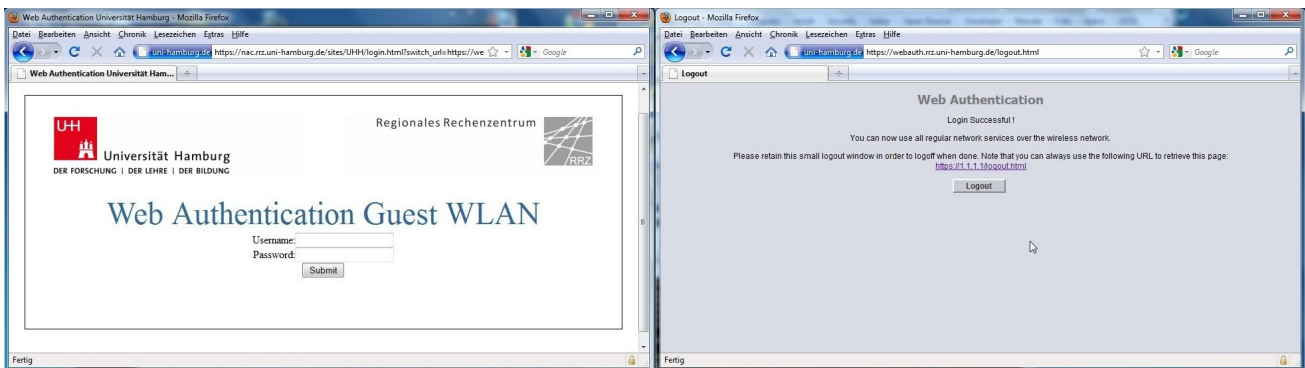 Web Authentication Universität Hamburg - Mozilla Firefox
Datei Bearbeiten Ansicht Chronik Lesezeichen Extras Hilfe
uni-hamburg.de https://nac.rrz.uni-hamburg.de/sites/UHH/login.html?switch_url=https://we
Google
Web Authentication Universität Ham...
UHH
Universität Hamburg
DER FORSCHUNG | DER LEHRE | DER BILDUNG
Regionales Rechenzentrum
RRZ
Web Authentication Guest WLAN
Username:
Password:
Submit
Fertig
Logout - Mozilla Firefox
Datei Bearbeiten Ansicht Chronik Lesezeichen Extras Hilfe
uni-hamburg.de https://webauth.rrz.uni-hamburg.de/logout.html
Google
Logout
Web Authentication
Login Successful !
You can now use all regular network services over the wireless network.
Please retain this small logout window in order to logoff when done. Note that you can always use the following URL to retrieve this page:
https://1.1.1.1/logout.html
Logout
Fertig